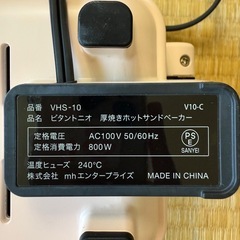 品番 VHS-10 V10-C
品名 ビタントニオ 厚焼きホットサンドベーカー
定格電圧 AC100V 50/60Hz
定格消費電力 800W
PS
E
SANYEI
温度ヒューズ 240℃
株式会社 mhエンタープライズ MADE IN CHINA